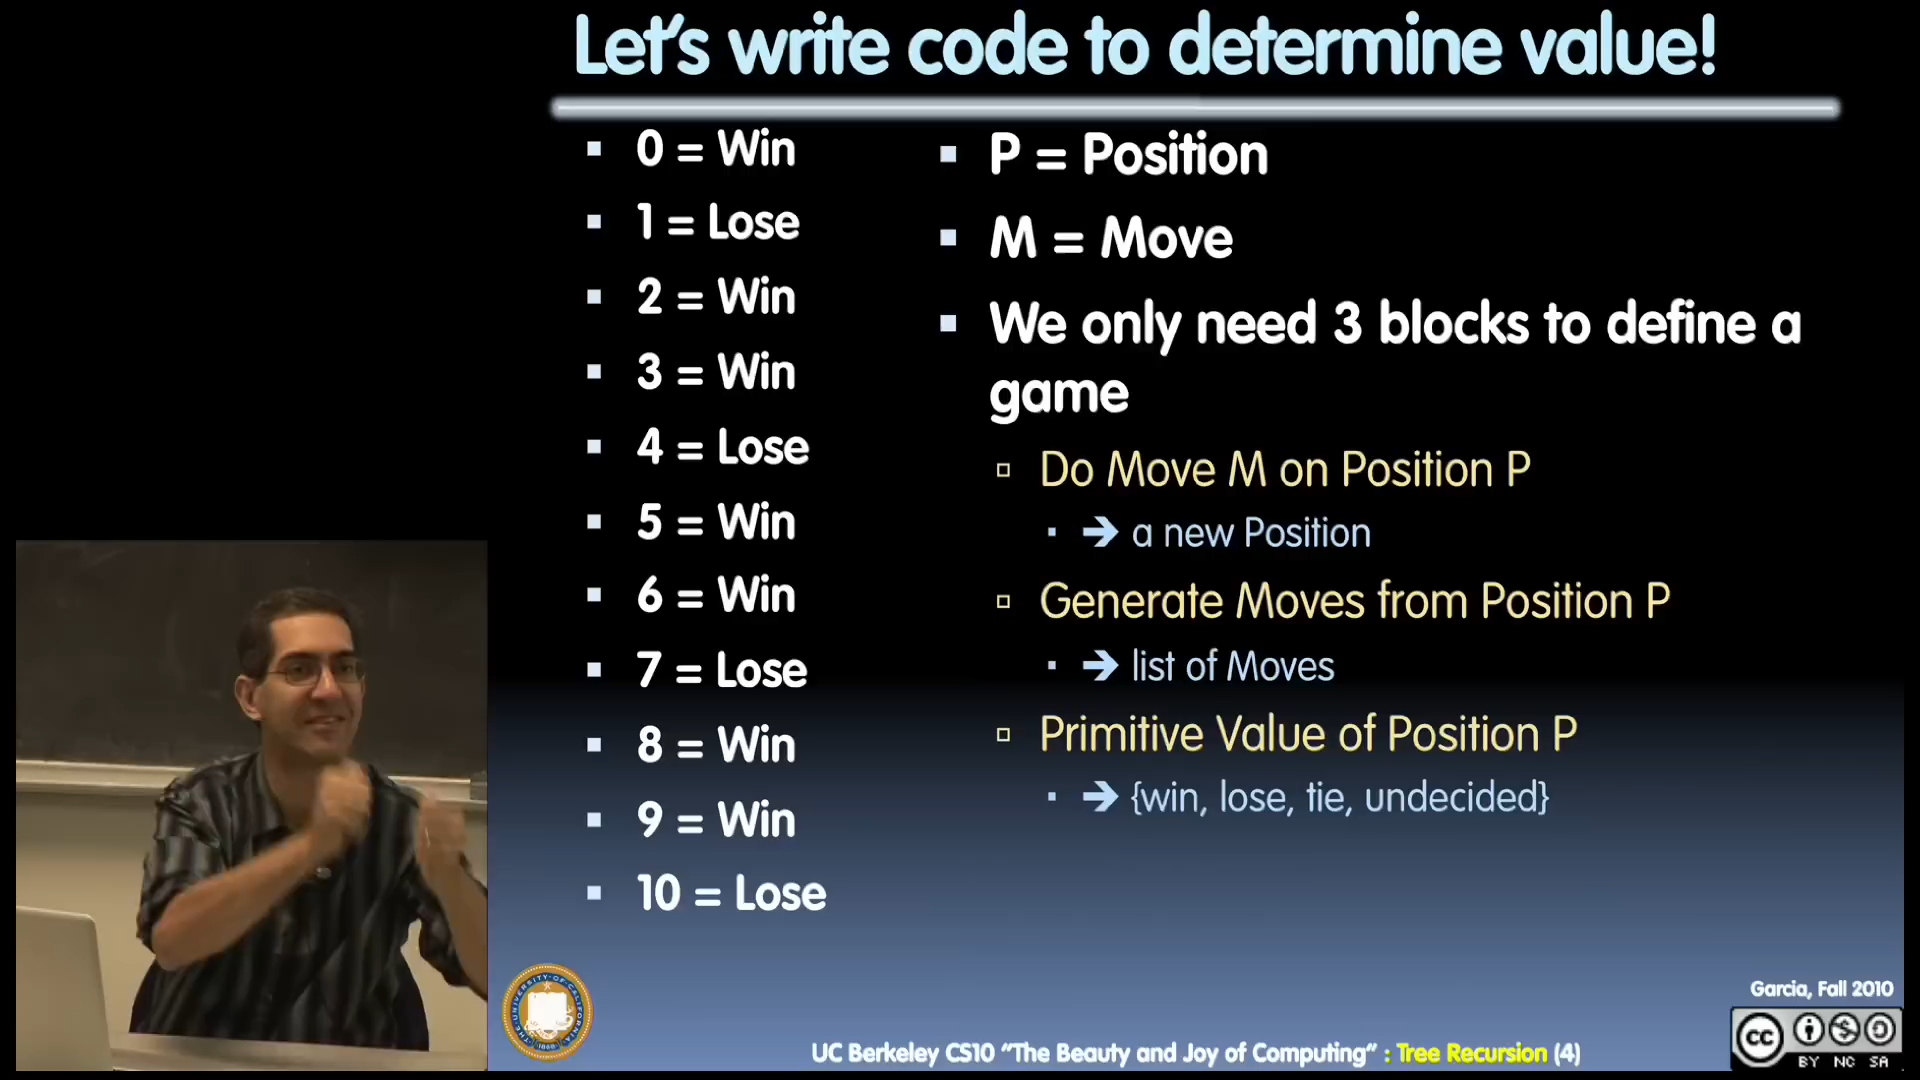 Let's write code to determine value!
0 = Win
1 = Lose
2 = Win
3 = Win
4 = Lose
5 = Win
6 = Win
7 = Lose
8 = Win
9 = Win
10 = Lose
P = Position
M = Move
We only need 3 blocks to define a
game
Do Move M on Position P
➔ a new Position
Generate Moves from Position P
➔ list of Moves
Primitive Value of Position P
➔ {win, lose, tie, undecided}
Garcia, Fall 2010
UC Berkeley CS10 "The Beauty and Joy of Computing" : Tree Recursion (4)
cc
BY NC SA